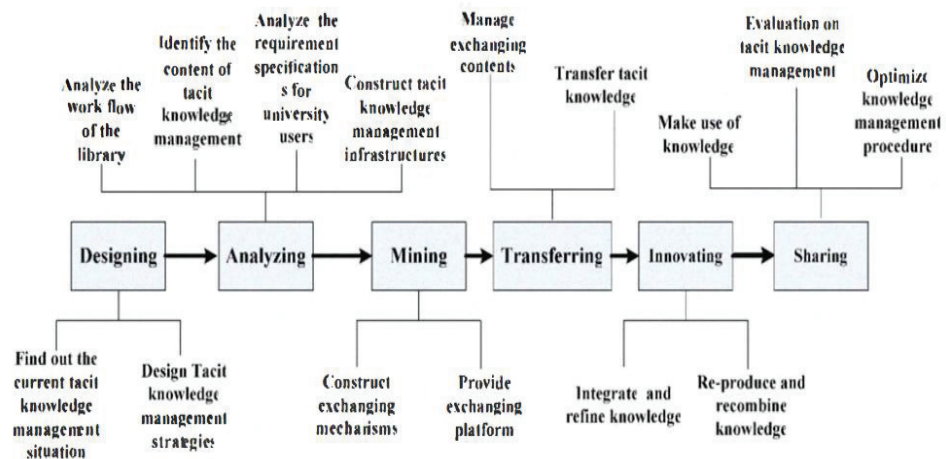 Analyze the
work flow
of the
library
Identify the
content of
tacit
knowledge
management
Analyze the
requirement
specification
s for
university
users
Construct tacit
knowledge
management
infrastructures
Manage
exchanging
contents
Transfer tacit
knowledge
Make use of
knowledge
Evaluation on
tacit knowledge
management
Optimize
knowledge
management
procedure
Designing
Analyzing
Mining
Transferring
Innovating
Sharing
Find out the
current tacit
knowledge
management
situation
Design Tacit
knowledge
management
strategies
Construct
exchanging
mechanisms
Provide
exchanging
platform
Integrate and
refine knowledge
Re-produce and
recombine
knowledge